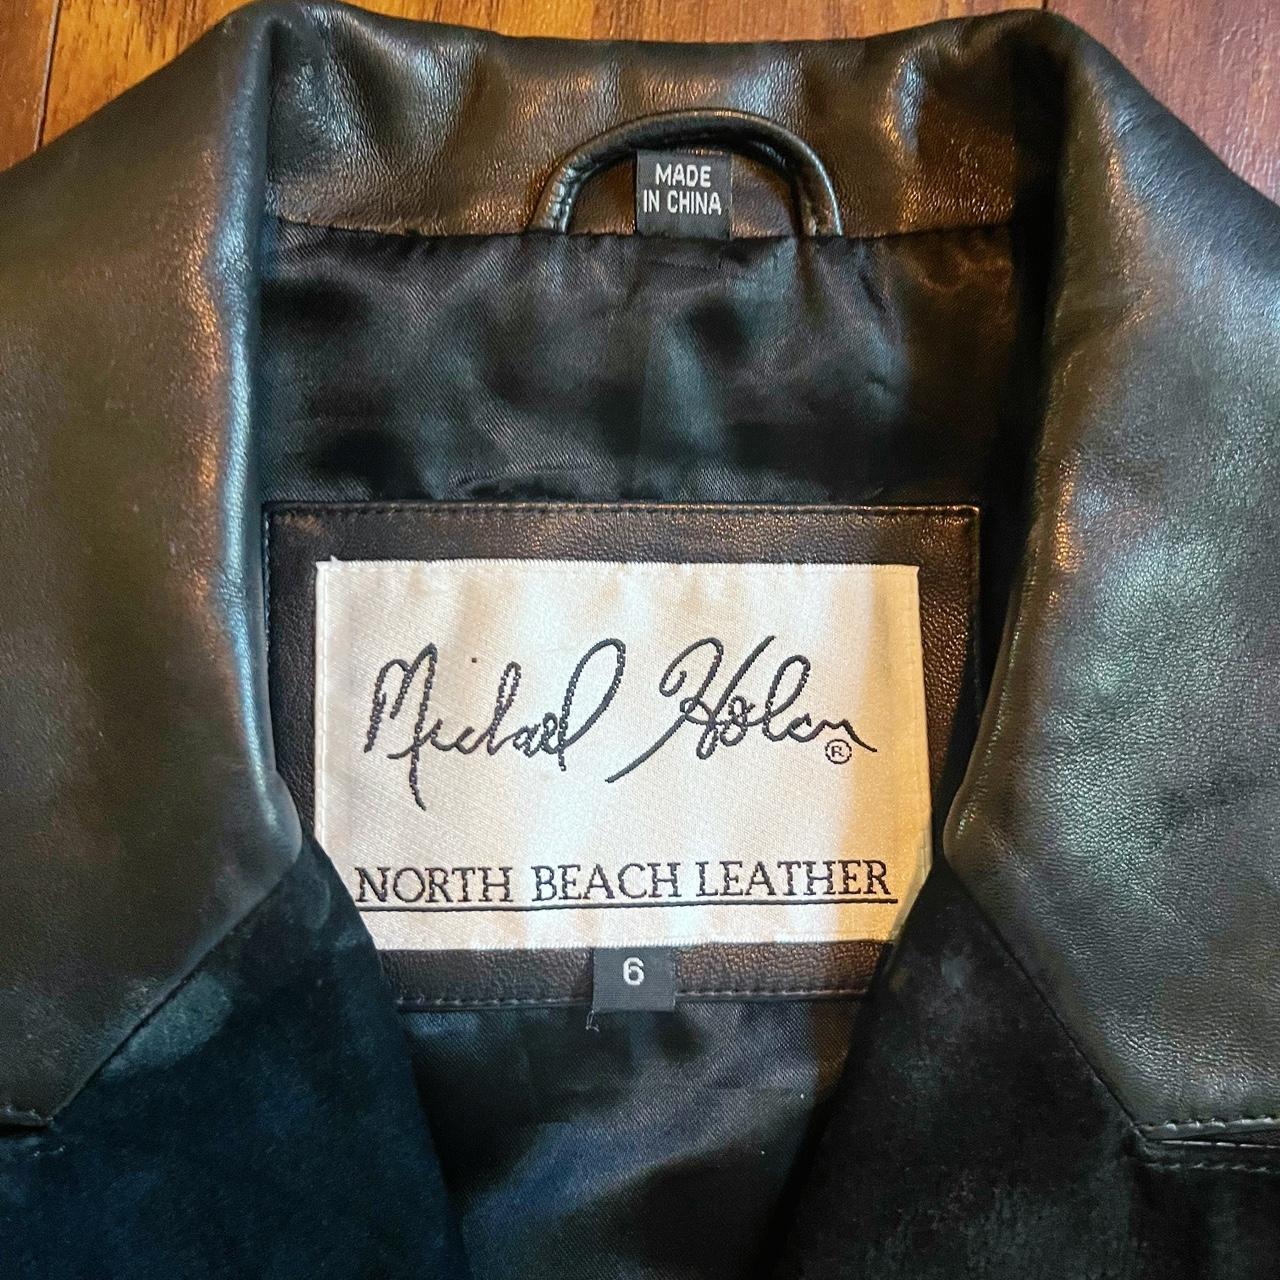 MADE
IN CHINA
Michael Hoban
®
NORTH BEACH LEATHER
6